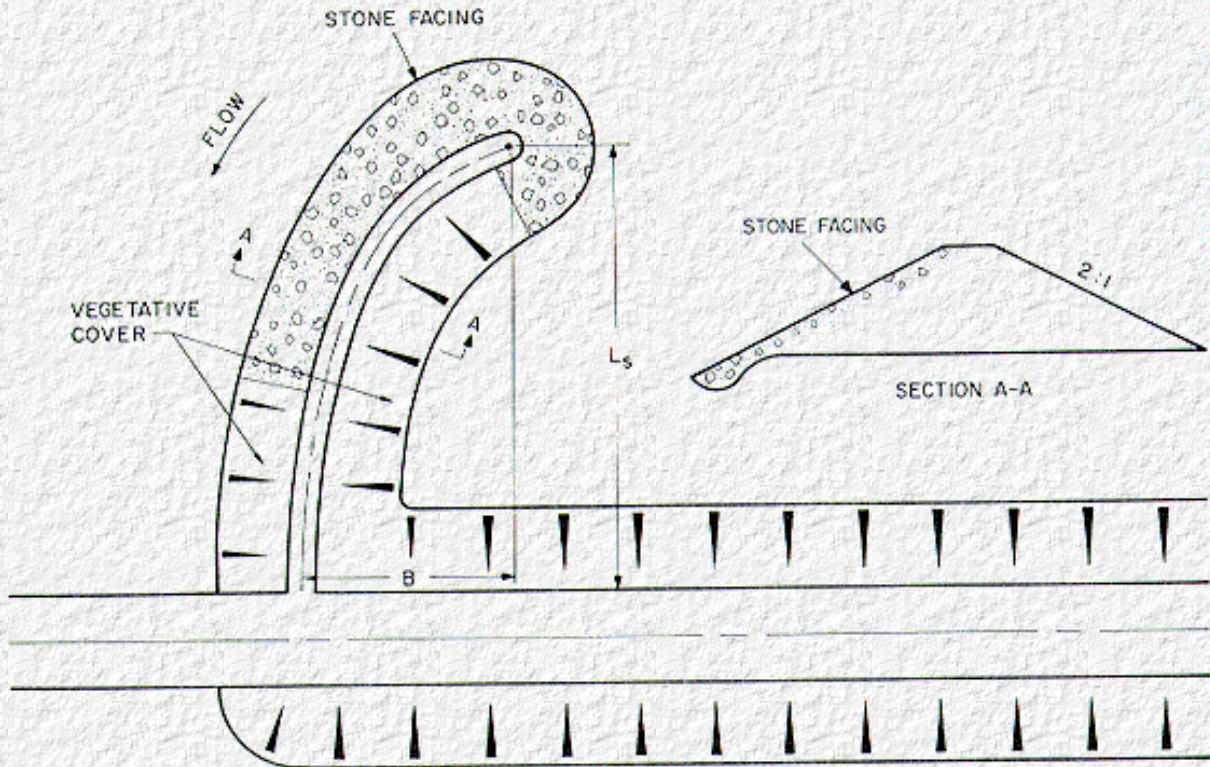 STONE FACING
FLOW
A
VEGETATIVE
COVER
A
Ls
B
STONE FACING
2:1
SECTION A-A